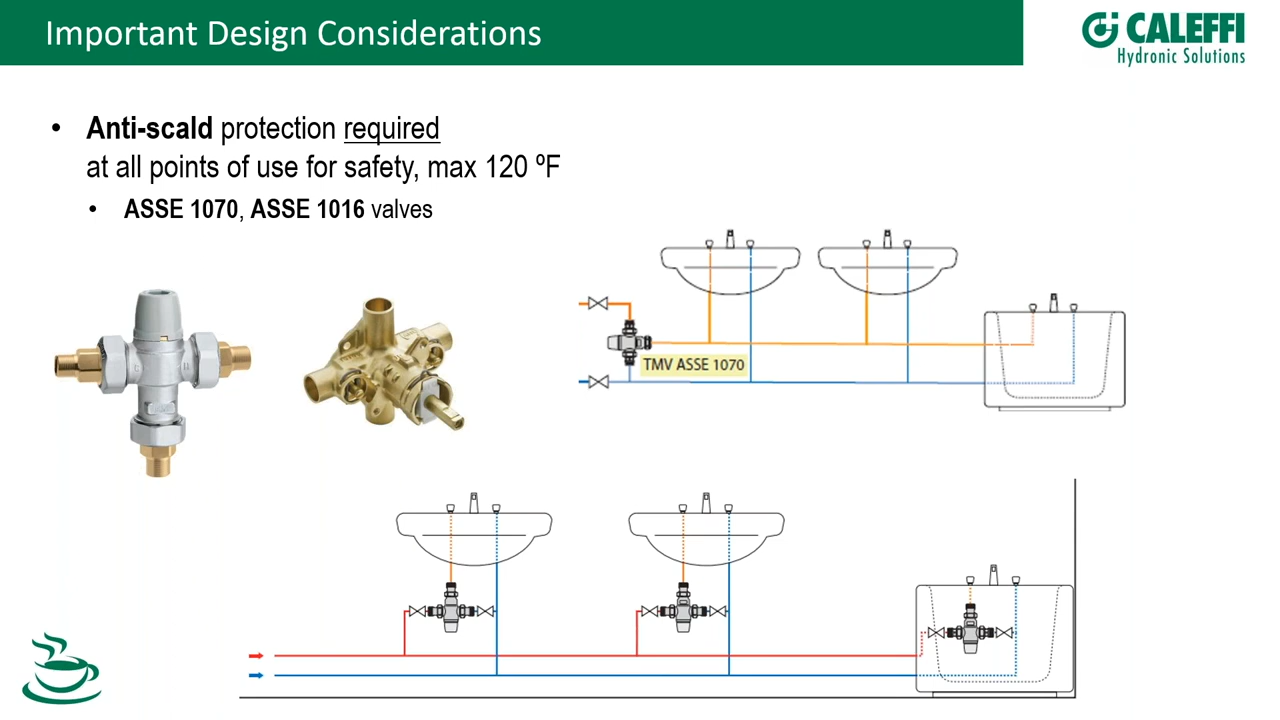 Important Design Considerations
CALEFFI
Hydronic Solutions
• Anti-scald protection required
at all points of use for safety, max 120 ºF
• ASSE 1070, ASSE 1016 valves
TMV ASSE 1070